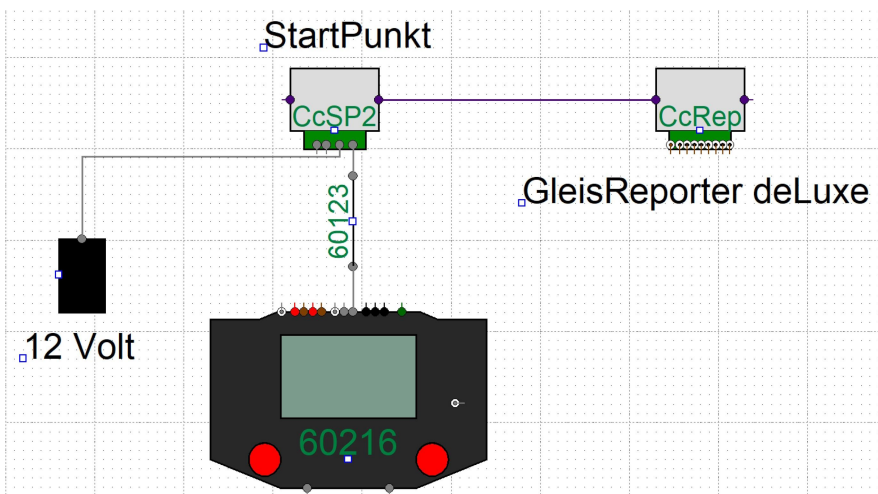 StartPunkt
CcSP2
CcRep
60123
GleisReporter deLuxe
12 Volt
60216